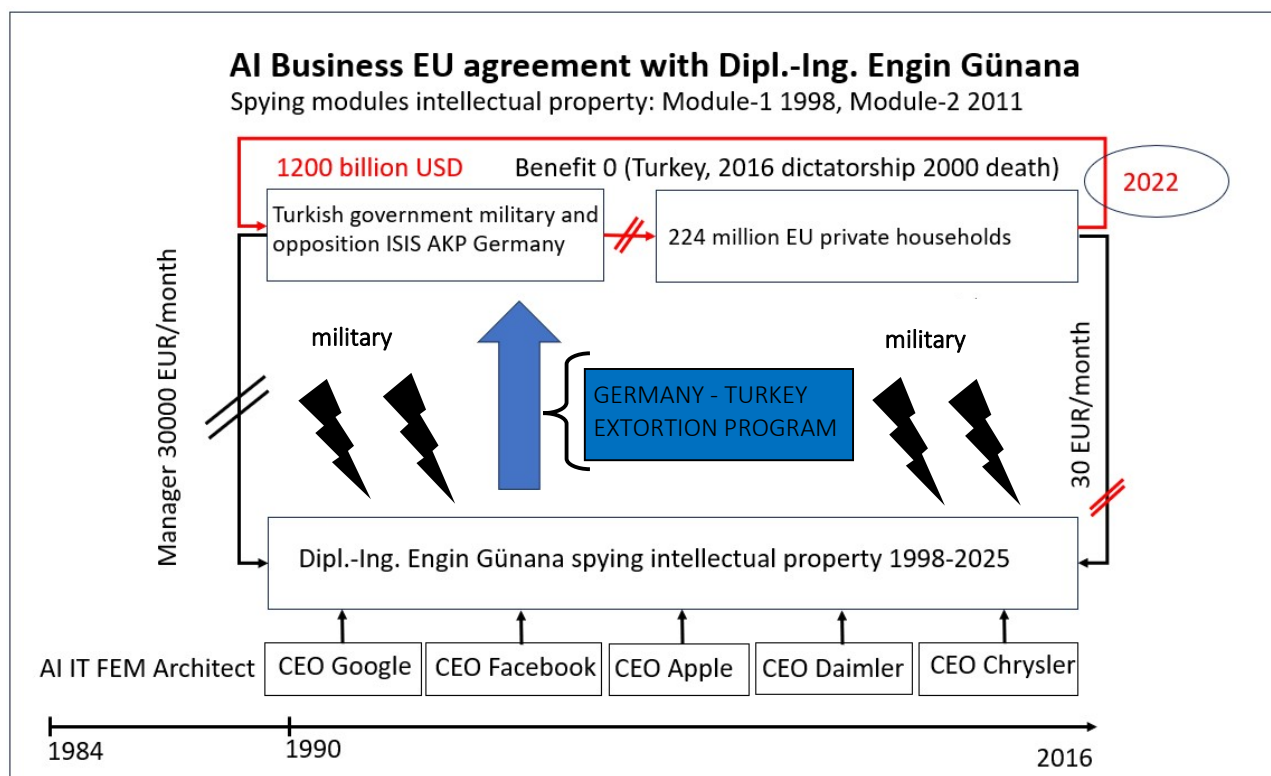 AI Business EU agreement with Dipl.-Ing. Engin Günana
Spying modules intellectual property: Module-1 1998, Module-2 2011
1200 billion USD
Benefit 0 (Turkey, 2016 dictatorship 2000 death)
2022
Turkish government military and
opposition ISIS AKP Germany
224 million EU private households
Manager 30000 EUR/month
military
military
30 EUR/month
GERMANY - TURKEY
EXTORTION PROGRAM
Dipl.-Ing. Engin Günana spying intellectual property 1998-2025
AI IT FEM Architect
CEO Google
CEO Facebook
CEO Apple
CEO Daimler
CEO Chrysler
1984
1990
2016